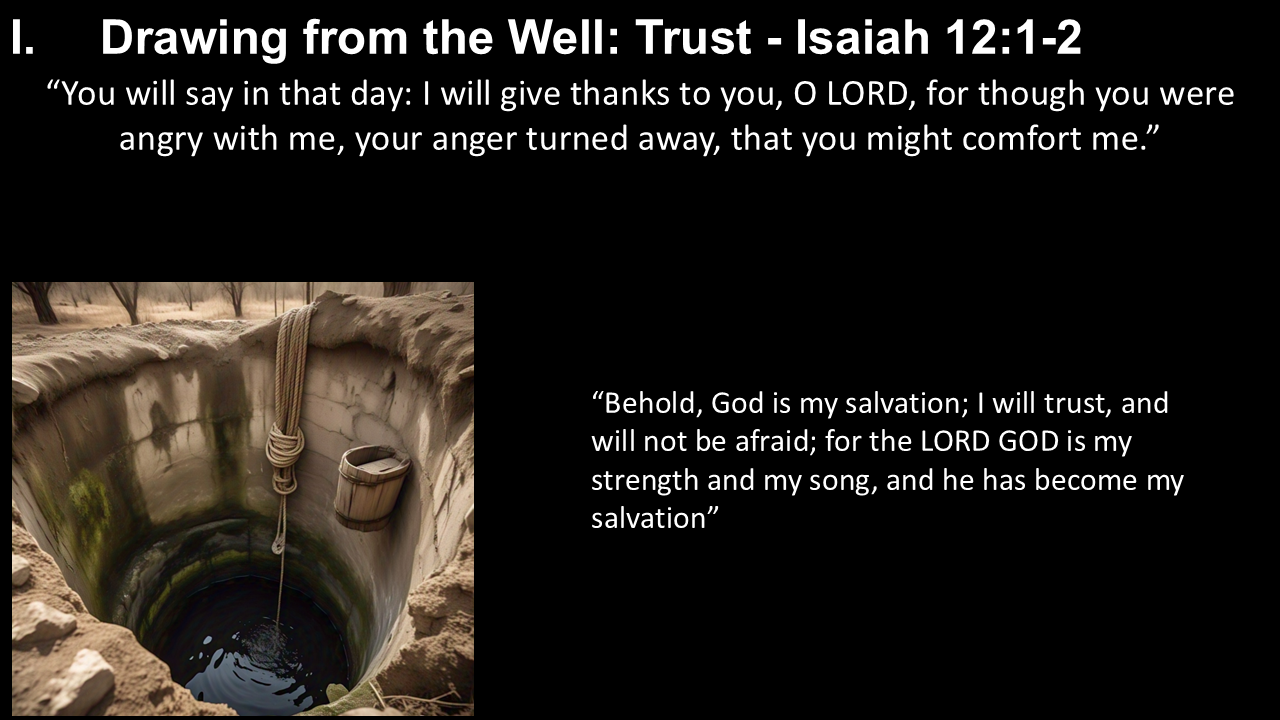 I. Drawing from the Well: Trust - Isaiah 12:1-2
“You will say in that day: I will give thanks to you, O LORD, for though you were
angry with me, your anger turned away, that you might comfort me.”
“Behold, God is my salvation; I will trust, and
will not be afraid; for the LORD GOD is my
strength and my song, and he has become my
salvation”